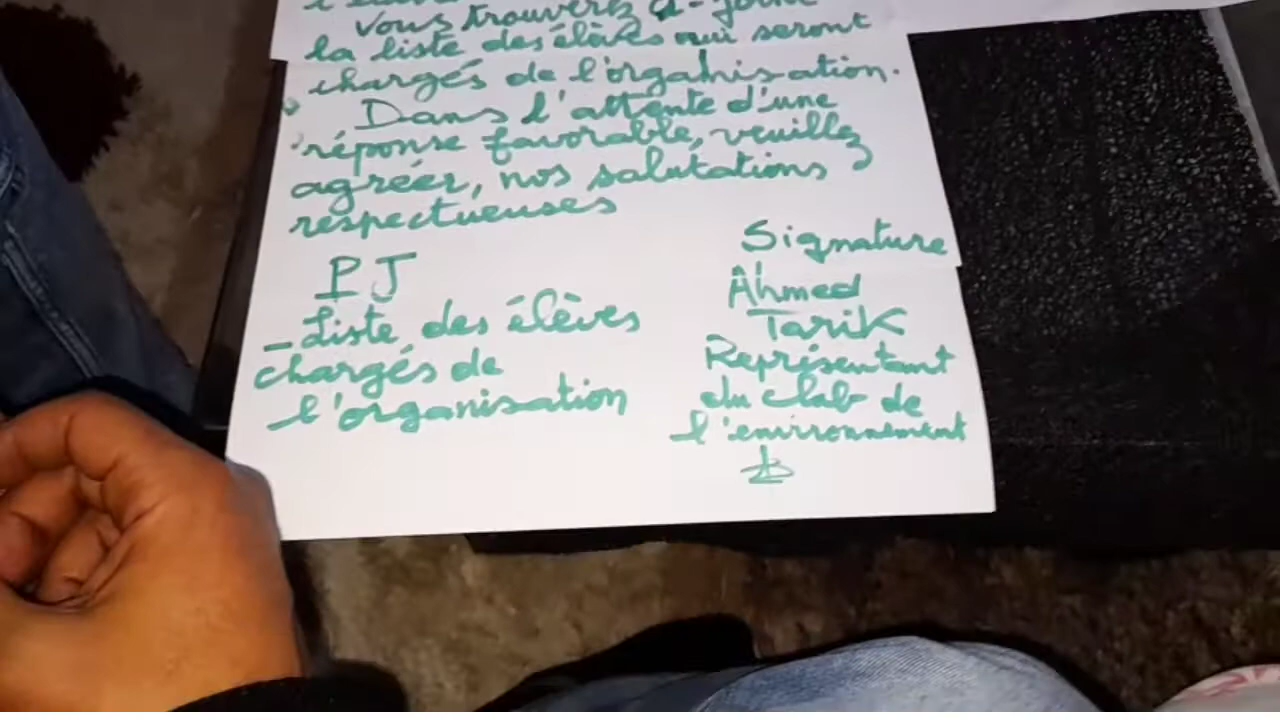 Vous trouverez ci-joint
la liste des élèves qui seront
chargés de l'organisation.
Dans l'attente d'une
réponse favorable, veuillez
agréer, nos salutations
respectueuses
PJ
_ Liste des élèves
chargés de
l'organisation
Signature
Ahmed
Tarik
Représentant
du club de
l'environnement